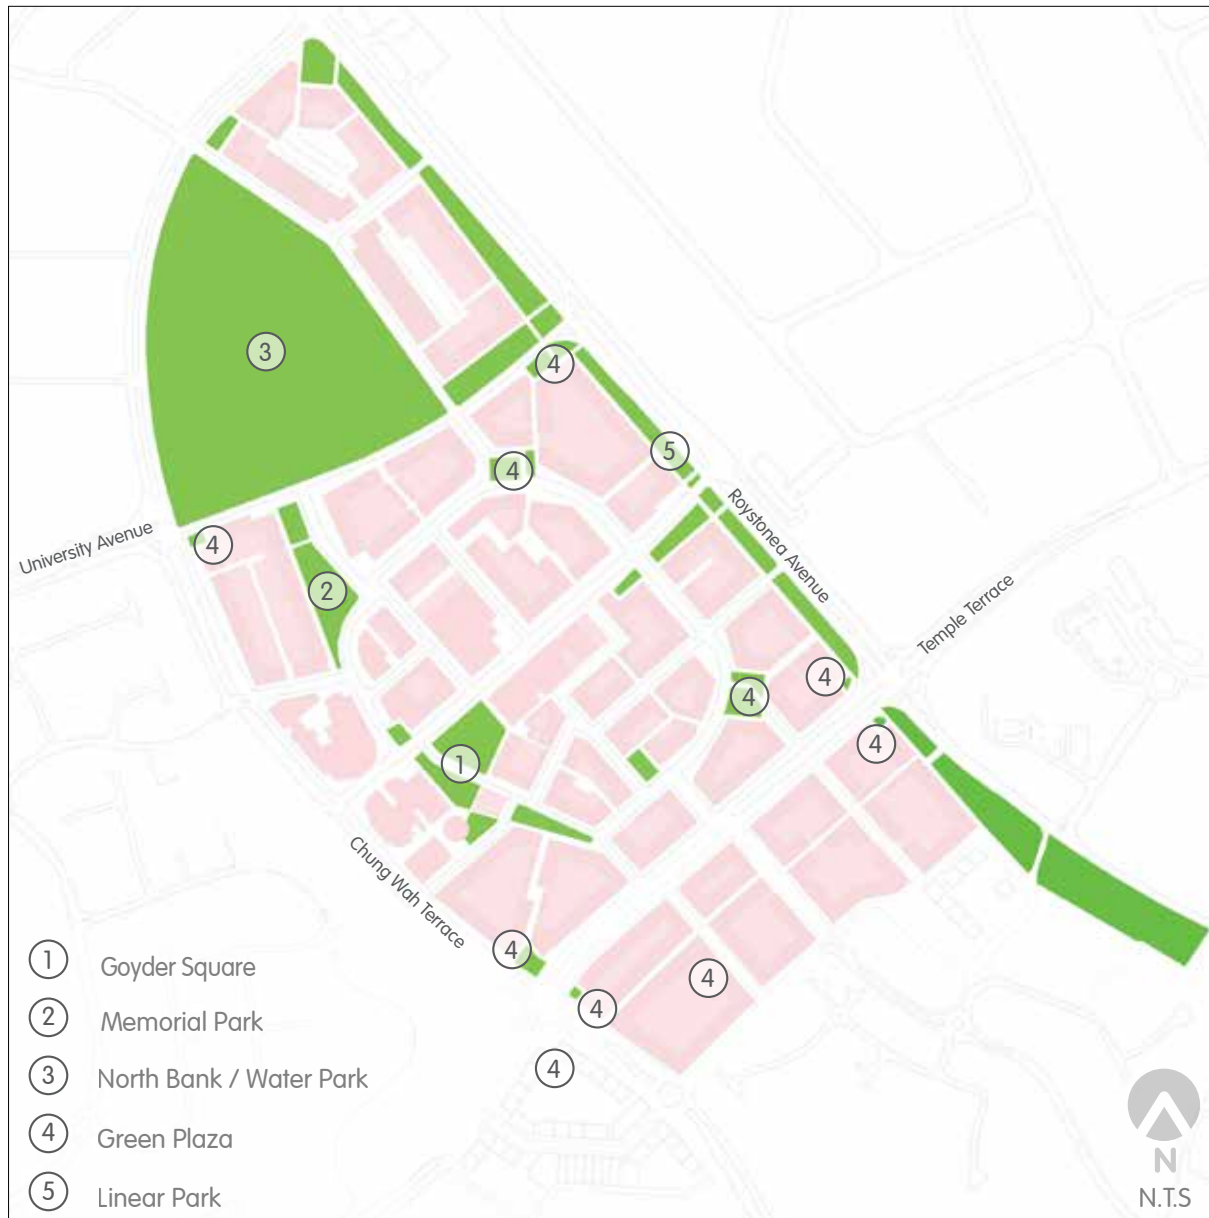 3
4
5
4
Roystonea Avenue
University Avenue
4
2
Temple Terrace
4
4
4
1
Chung Wah Terrace
4
4
4
4
1 Goyder Square
2 Memorial Park
3 North Bank / Water Park
4 Green Plaza
5 Linear Park
N
N.T.S